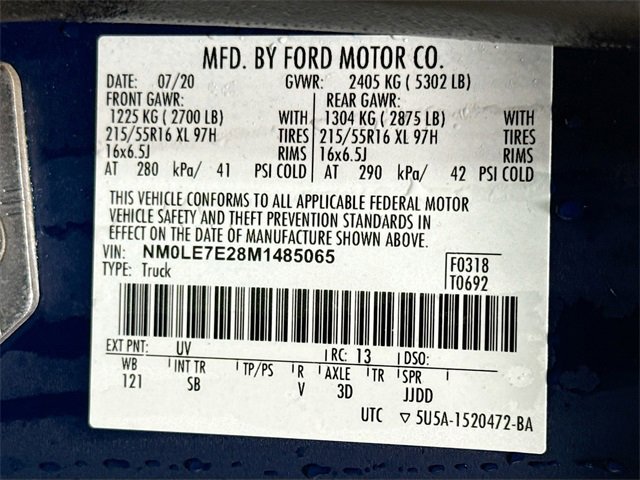 MFD. BY FORD MOTOR CO.
DATE: 07/20 GVWR: 2405 KG ( 5302 LB)
FRONT GAWR: REAR GAWR:
1225 KG ( 2700 LB) WITH 1304 KG ( 2875 LB) WITH
215/55R16 XL 97H TIRES 215/55R16 XL 97H TIRES
16x6.5J RIMS 16x6.5J RIMS
AT 280 kPa/ 41 PSI COLD AT 290 kPa/ 42 PSI COLD
THIS VEHICLE CONFORMS TO ALL APPLICABLE FEDERAL MOTOR
VEHICLE SAFETY AND THEFT PREVENTION STANDARDS IN
EFFECT ON THE DATE OF MANUFACTURE SHOWN ABOVE.
VIN: NM0LE7E28M1485065 F0318
TYPE: Truck T0692
EXT PNT: UV RC: 13 DSO:
WB INT TR TP/PS R AXLE TR SPR
121 SB V 3D JJDD
UTC ▽ 5U5A-1520472-BA